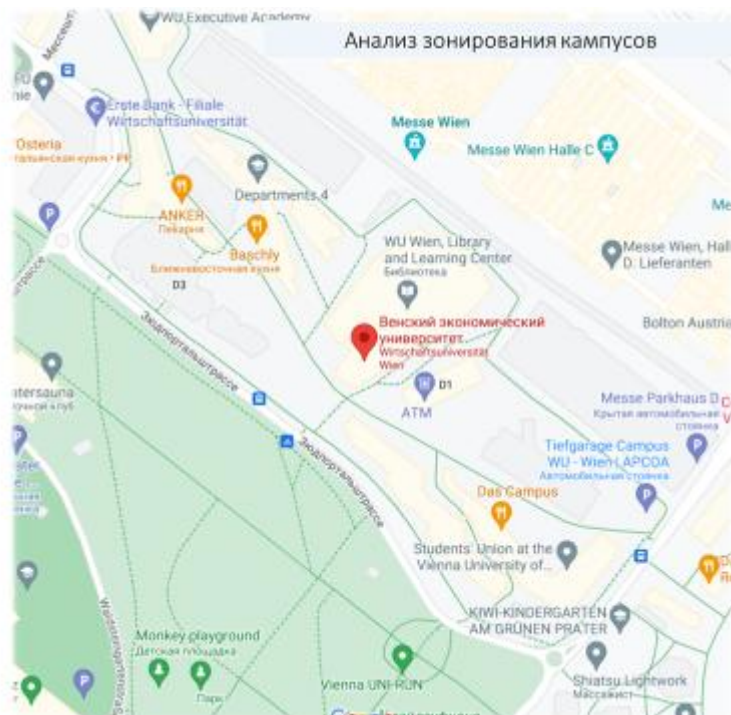 WU Executive Academy
Анализ зонирования кампусов
Мессешт
Erste Bank - Filiale
Wirtschaftsuniversität
Osteria
Messe Wien
Messe Wien Halle C
Departments 4
ANKER
Пекарня
Baschly
Ближневосточная кухня
D3
WU Wien, Library
and Learning Center
Библиотека
Messe Wien, Hall
D. Lieferanten
Bolton Austria
Венский экономический
университет
Wirtschaftsuniversität
Wien
D1
ATM
Зюдпортальштрассе
Messe Parkhaus D
Крытая автомобильная
стоянка
Tiefgarage Campus
WU - Wien | APCOA
Автомобильная стоянка
Das Campus
Students' Union at the
Vienna University of...
Зюдпортальштрассе
KIWI-KINDERGARTEN
AM GRÜNEN PRATER
Monkey playground
Детская площадка
Парк
Vienna UNI-RUN
Shiatsu Lightwork
Массажист